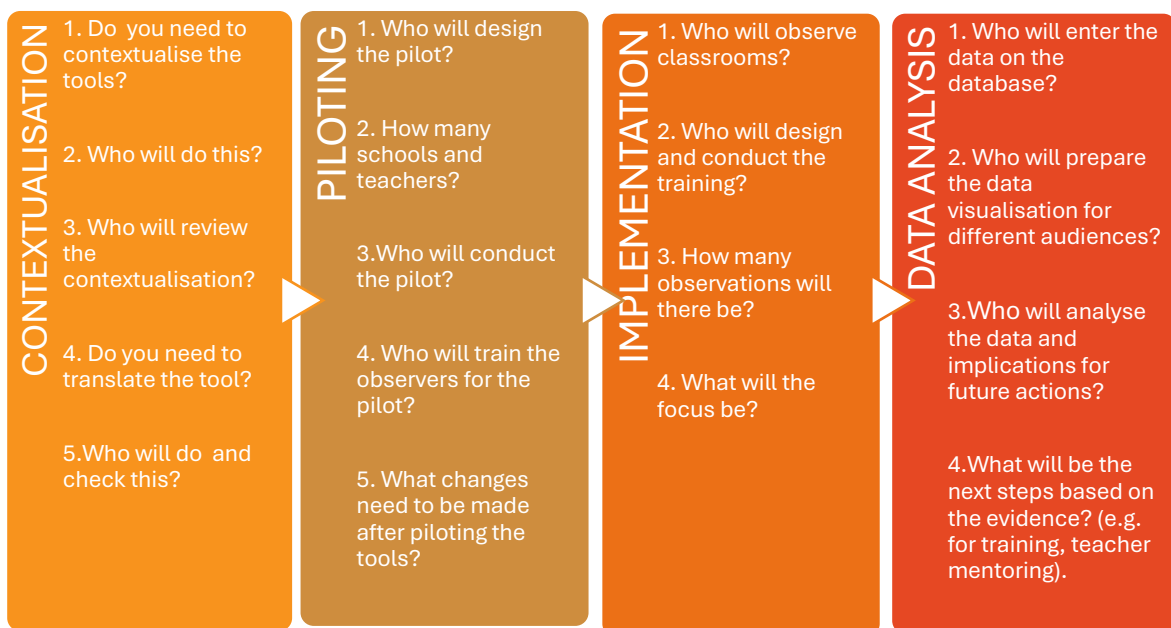 CONTEXTUALISATION
1. Do  you need to
contextualise the
tools?
2. Who will do this?
3. Who will review
the
contextualisation?
4. Do you need to
translate the tool?
5.Who will do  and
check this?
PILOTING
1. Who will design
the pilot?
2. How many
schools and
teachers?
3.Who will conduct
the pilot?
4. Who will train the
observers for the
pilot?
5. What changes
need to be made
after piloting the
tools?
IMPLEMENTATION
1. Who will observe
classrooms?
2. Who will design
and conduct the
training?
3. How many
observations will
there be?
4. What will the
focus be?
DATA ANALYSIS
1. Who will enter the
data on the
database?
2. Who will prepare
the data
visualisation for
different audiences?
3.Who will analyse
the data and
implications for
future actions?
4.What will be the
next steps based on
the evidence? (e.g.
for training, teacher
mentoring).